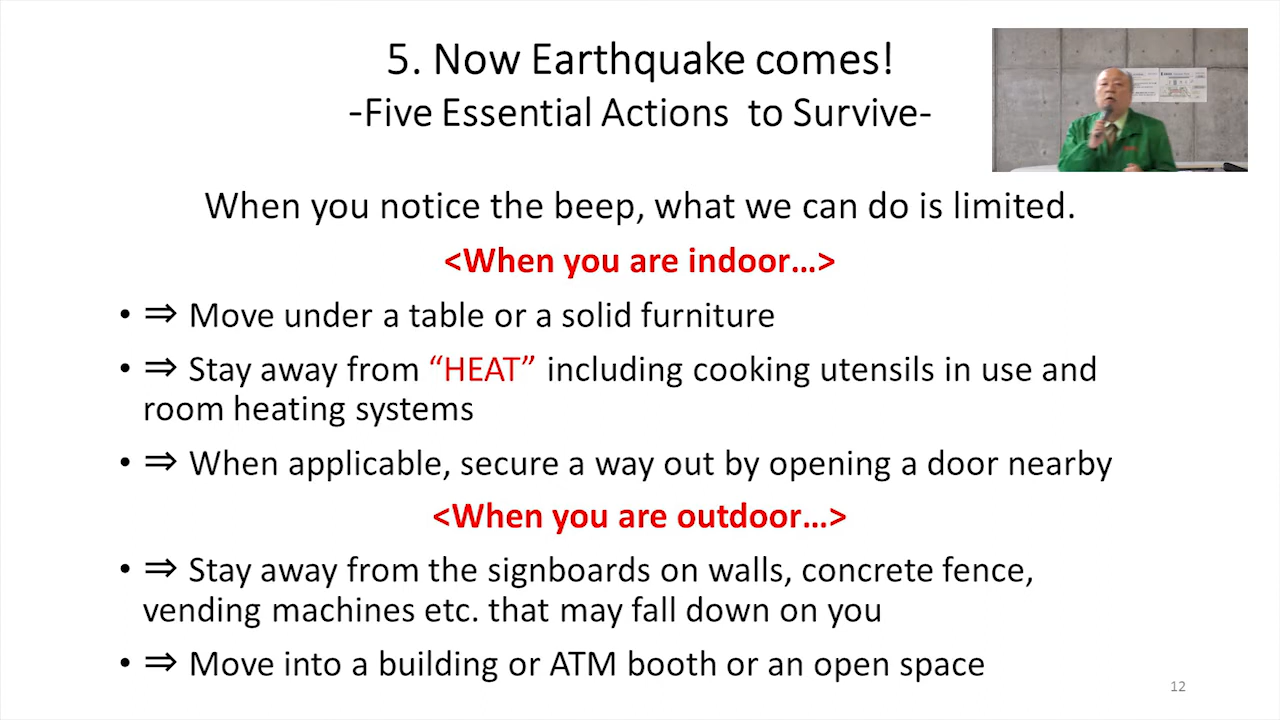 5. Now Earthquake comes!
-Five Essential Actions to Survive-
When you notice the beep, what we can do is limited.
<When you are indoor…>
• ⇒ Move under a table or a solid furniture
• ⇒ Stay away from “HEAT” including cooking utensils in use and
room heating systems
• ⇒ When applicable, secure a way out by opening a door nearby
<When you are outdoor…>
• ⇒ Stay away from the signboards on walls, concrete fence,
vending machines etc. that may fall down on you
• ⇒ Move into a building or ATM booth or an open space
12